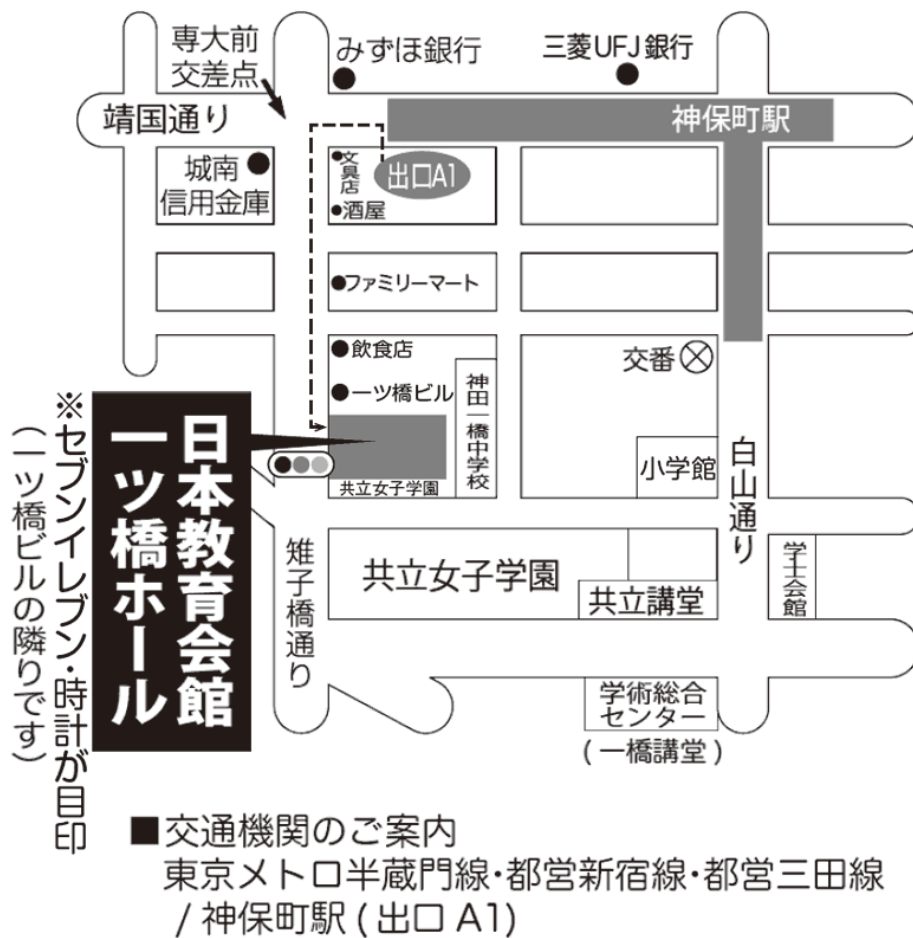 専大前
交差点
みずほ銀行
三菱UFJ銀行
靖国通り
神保町駅
城南
信用金庫
文具店
出口A1
酒屋
ファミリーマート
飲食店
一ツ橋ビル
神田一橋中学校
交番
小学館
白山通り
共立女子学園
日本教育会館
一ツ橋ホール
※セブンイレブン・時計が目印
(一ツ橋ビルの隣りです)
雉子橋通り
共立女子学園
共立講堂
学士会館
学術総合
センター
(一橋講堂)
■交通機関のご案内
東京メトロ半蔵門線・都営新宿線・都営三田線
/ 神保町駅 ( 出口 A1)